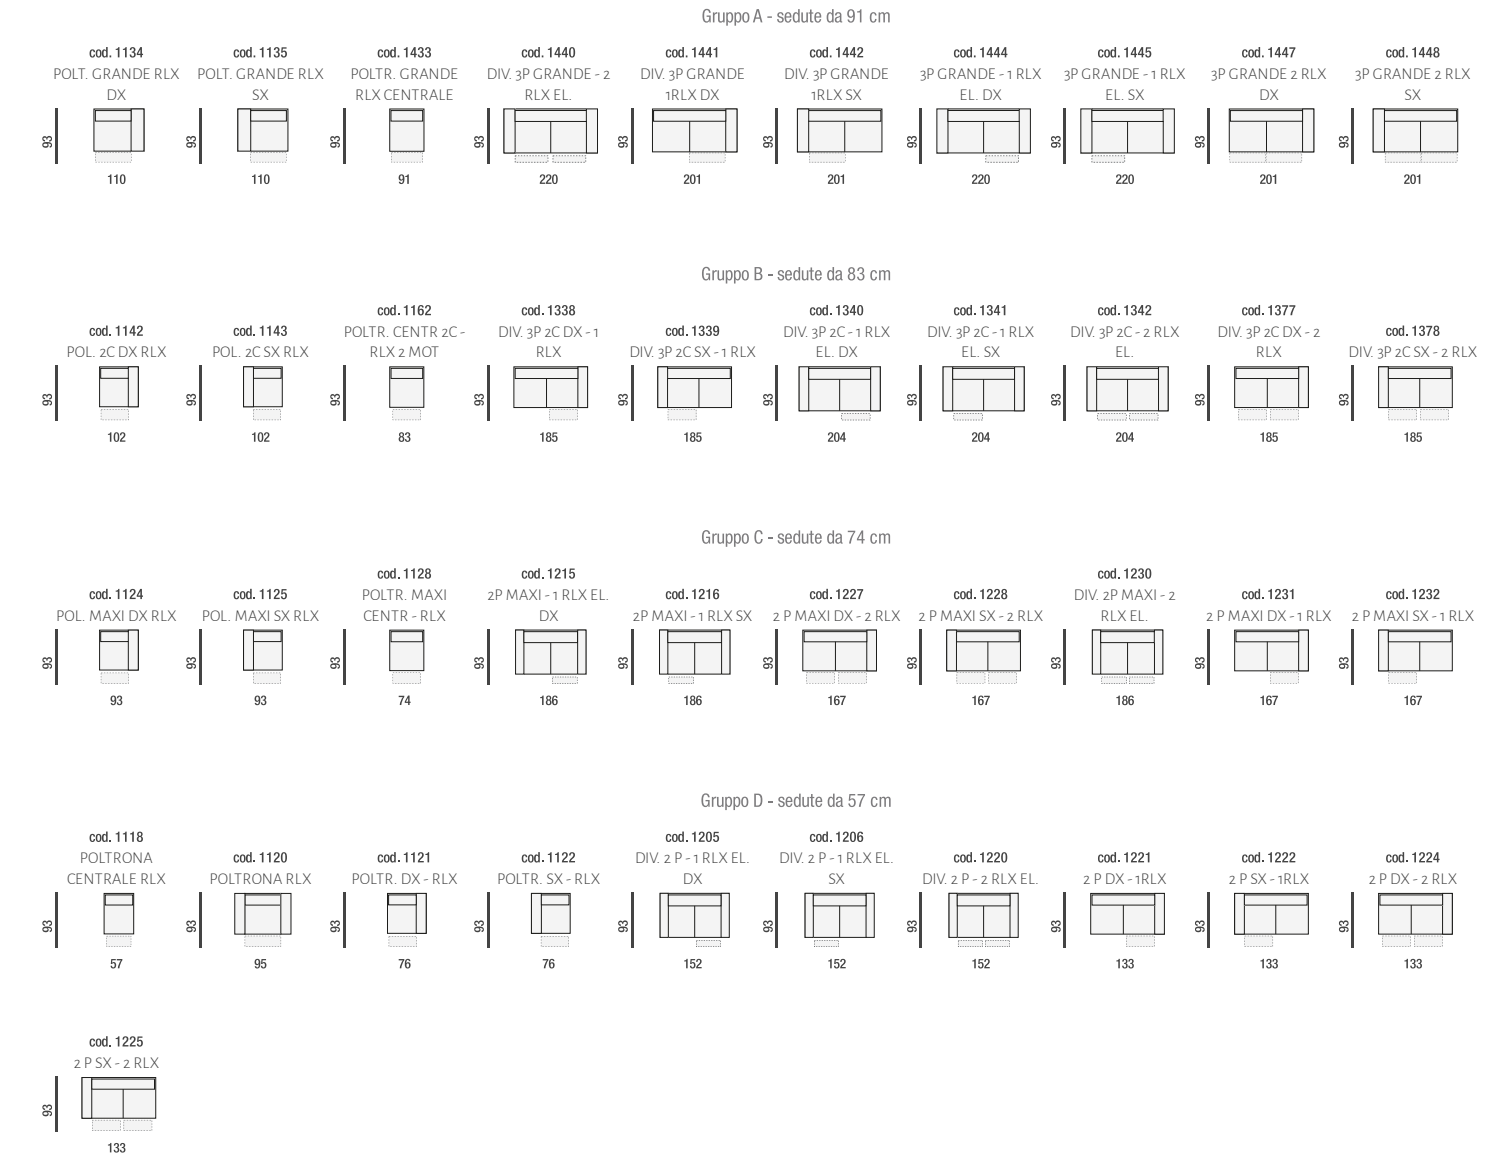 Gruppo A - sedute da 91 cm
cod. 1134
POLT. GRANDE RLX
DX
93
110
cod. 1135
POLT. GRANDE RLX
SX
93
110
cod. 1433
POLTR. GRANDE
RLX CENTRALE
93
91
cod. 1440
DIV. 3P GRANDE - 2
RLX EL.
93
220
cod. 1441
DIV. 3P GRANDE
1RLX DX
93
201
cod. 1442
DIV. 3P GRANDE
1RLX SX
93
201
cod. 1444
3P GRANDE - 1 RLX
EL. DX
93
220
cod. 1445
3P GRANDE - 1 RLX
EL. SX
93
220
cod. 1447
3P GRANDE 2 RLX
DX
93
201
cod. 1448
3P GRANDE 2 RLX
SX
93
201
Gruppo B - sedute da 83 cm
cod. 1142
POL. 2C DX RLX
93
102
cod. 1143
POL. 2C SX RLX
93
102
cod. 1162
POLTR. CENTR 2C -
RLX 2 MOT
93
83
cod. 1338
DIV. 3P 2C DX - 1
RLX
93
185
cod. 1339
DIV. 3P 2C SX - 1 RLX
93
185
cod. 1340
DIV. 3P 2C - 1 RLX
EL. DX
93
204
cod. 1341
DIV. 3P 2C - 1 RLX
EL. SX
93
204
cod. 1342
DIV. 3P 2C - 2 RLX
EL.
93
204
cod. 1377
DIV. 3P 2C DX - 2
RLX
93
185
cod. 1378
DIV. 3P 2C SX - 2 RLX
93
185
Gruppo C - sedute da 74 cm
cod. 1124
POL. MAXI DX RLX
93
93
cod. 1125
POL. MAXI SX RLX
93
93
cod. 1128
POLTR. MAXI
CENTR - RLX
93
74
cod. 1215
2P MAXI - 1 RLX EL.
DX
93
186
cod. 1216
2P MAXI - 1 RLX SX
93
186
cod. 1227
2 P MAXI DX - 2 RLX
93
167
cod. 1228
2 P MAXI SX - 2 RLX
93
167
cod. 1230
DIV. 2P MAXI - 2
RLX EL.
93
186
cod. 1231
2 P MAXI DX - 1 RLX
93
167
cod. 1232
2 P MAXI SX - 1 RLX
93
167
Gruppo D - sedute da 57 cm
cod. 1118
POLTRONA
CENTRALE RLX
93
57
cod. 1120
POLTRONA RLX
93
95
cod. 1121
POLTR. DX - RLX
93
76
cod. 1122
POLTR. SX - RLX
93
76
cod. 1205
DIV. 2 P - 1 RLX EL.
DX
93
152
cod. 1206
DIV. 2 P - 1 RLX EL.
SX
93
152
cod. 1220
DIV. 2 P - 2 RLX EL.
93
152
cod. 1221
2 P DX - 1RLX
93
133
cod. 1222
2 P SX - 1RLX
93
133
cod. 1224
2 P DX - 2 RLX
93
133
cod. 1225
2 P SX - 2 RLX
93
133